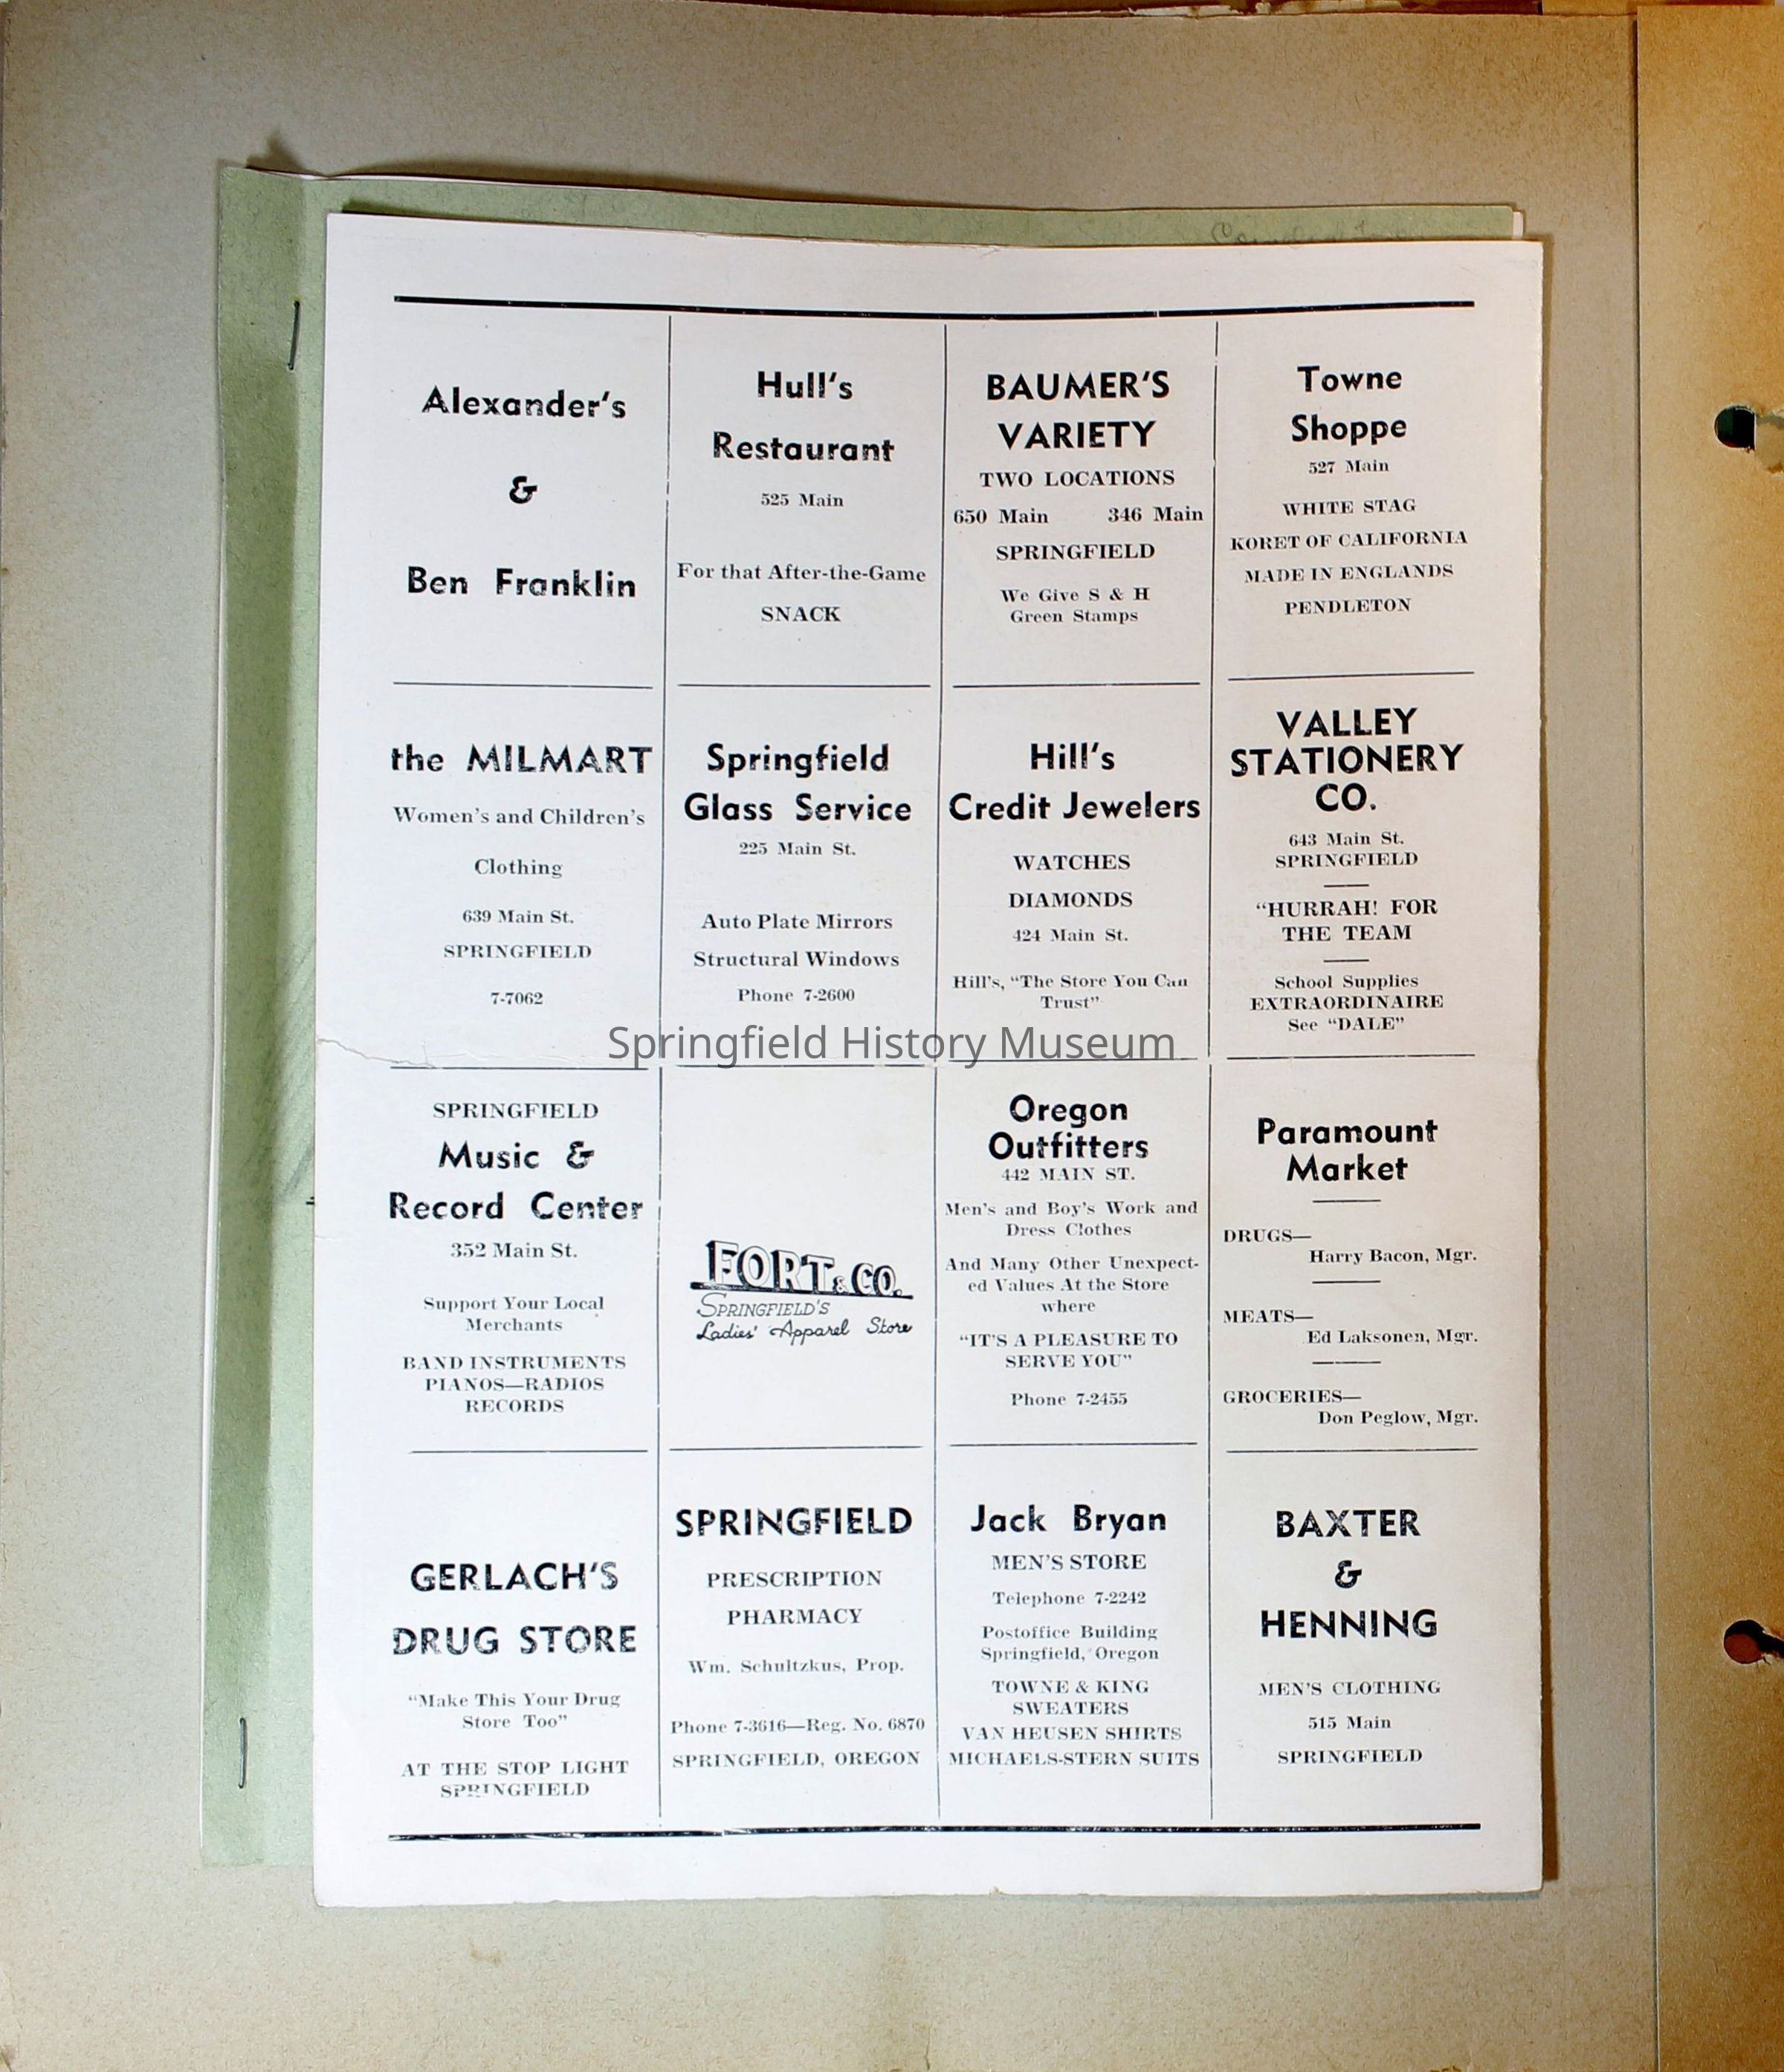 Alexander's
&
Ben Franklin
Hull's
Restaurant
525 Main
For that After-the-Game
SNACK
BAUMER'S
VARIETY
TWO LOCATIONS
650 Main 346 Main
SPRINGFIELD
We Give S & H
Green Stamps
Towne
Shoppe
527 Main
WHITE STAG
KORET OF CALIFORNIA
MADE IN ENGLANDS
PENDLETON
the MILMART
Women's and Children's
Clothing
639 Main St.
SPRINGFIELD
7-7062
Springfield
Glass Service
225 Main St.
Auto Plate Mirrors
Structural Windows
Phone 7-2600
Hill's
Credit Jewelers
WATCHES
DIAMONDS
424 Main St.
Hill's, "The Store You Can
Trust"
VALLEY
STATIONERY
CO.
643 Main St.
SPRINGFIELD
"HURRAH! FOR
THE TEAM
School Supplies
EXTRAORDINAIRE
See "DALE"
Springfield History Museum
SPRINGFIELD
Music &
Record Center
352 Main St.
Support Your Local
Merchants
BAND INSTRUMENTS
PIANOS—RADIOS
RECORDS
FORT & CO.
SPRINGFIELD'S
Ladies' Apparel Store
Oregon
Outfitters
442 MAIN ST.
Men's and Boy's Work and
Dress Clothes
And Many Other Unexpect-
ed Values At the Store
where
"IT'S A PLEASURE TO
SERVE YOU"
Phone 7-2455
Paramount
Market
DRUGS—
Harry Bacon, Mgr.
MEATS—
Ed Laksonen, Mgr.
GROCERIES—
Don Peglow, Mgr.
GERLACH'S
DRUG STORE
"Make This Your Drug
Store Too"
AT THE STOP LIGHT
SPRINGFIELD
SPRINGFIELD
PRESCRIPTION
PHARMACY
Wm. Schultzkus, Prop.
Phone 7-3616—Reg. No. 6870
SPRINGFIELD, OREGON
Jack Bryan
MEN'S STORE
Telephone 7-2242
Postoffice Building
Springfield, Oregon
TOWNE & KING
SWEATERS
VAN HEUSEN SHIRTS
MICHAELS-STERN SUITS
BAXTER
&
HENNING
MEN'S CLOTHING
515 Main
SPRINGFIELD